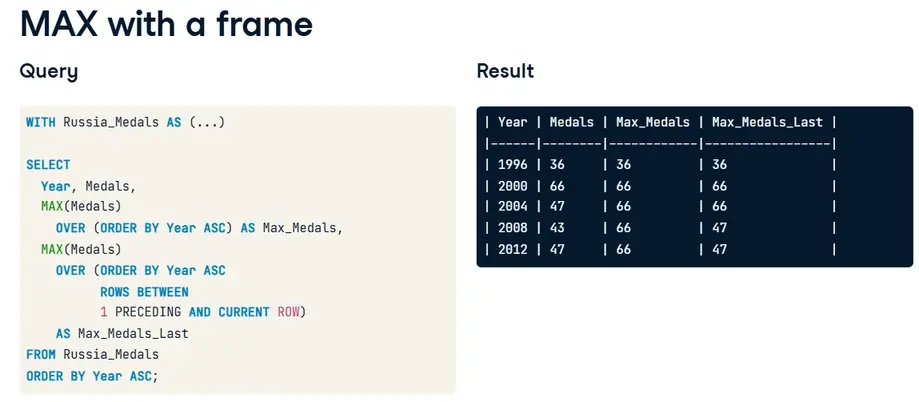 MAX with a frame
Query
WITH Russia_Medals AS (...)
SELECT
Year, Medals,
MAX(Medals)
OVER (ORDER BY Year ASC) AS Max_Medals,
MAX(Medals)
OVER (ORDER BY Year ASC
ROWS BETWEEN
1 PRECEDING AND CURRENT ROW)
AS Max_Medals_Last
FROM Russia_Medals
ORDER BY Year ASC;
Result
| Year | Medals | Max_Medals | Max_Medals_Last |
|------|--------|------------|-----------------|
| 1996 | 36 | 36 | 36 |
| 2000 | 66 | 66 | 66 |
| 2004 | 47 | 66 | 66 |
| 2008 | 43 | 66 | 47 |
| 2012 | 47 | 66 | 47 |